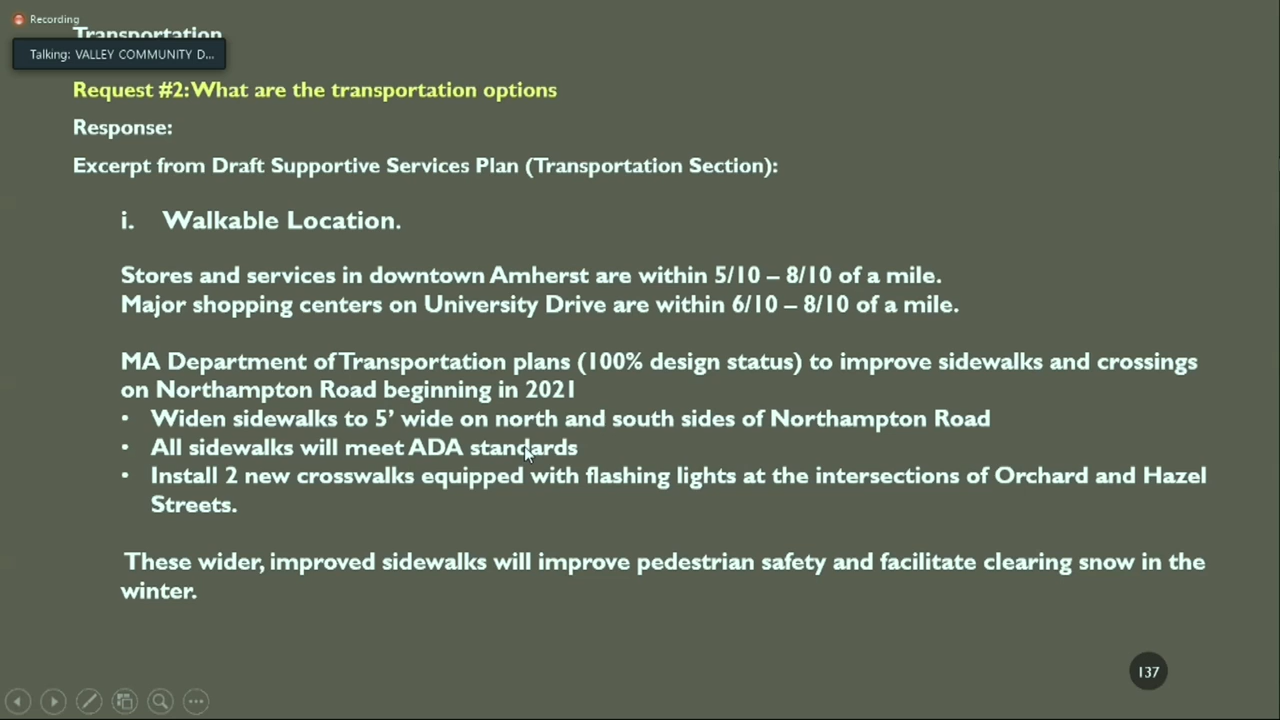 Recording
Transportation
Talking: VALLEY COMMUNITY D...
Request #2: What are the transportation options
Response:
Excerpt from Draft Supportive Services Plan (Transportation Section):
i. Walkable Location.
Stores and services in downtown Amherst are within 5/10 – 8/10 of a mile.
Major shopping centers on University Drive are within 6/10 – 8/10 of a mile.
MA Department of Transportation plans (100% design status) to improve sidewalks and crossings
on Northampton Road beginning in 2021
• Widen sidewalks to 5’ wide on north and south sides of Northampton Road
• All sidewalks will meet ADA standards
• Install 2 new crosswalks equipped with flashing lights at the intersections of Orchard and Hazel
Streets.
These wider, improved sidewalks will improve pedestrian safety and facilitate clearing snow in the
winter.
137